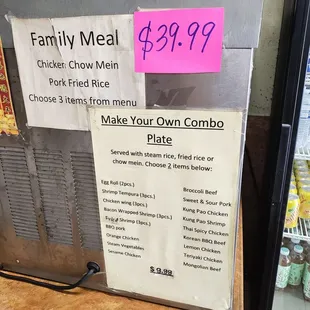 Family Meal
$39.99
Chicken Chow Mein
Pork Fried Rice
Choose 3 items from menu
Make Your Own Combo
Plate
Served with steam rice, fried rice or
chow mein. Choose 2 items below:
Egg Roll (2pcs.)
Shrimp Tempura (3pcs.)
Chicken wing (3pcs.)
Bacon Wrapped Shrimp (3pcs.)
Fried Shrimp (3pcs.)
BBQ pork
Orange Chicken
Steam Vegetables
Sesame Chicken
Broccoli Beef
Sweet & Sour Pork
Kung Pao Chicken
Kung Pao Shrimp
Thai Spicy Chicken
Korean BBQ Beef
Lemon Chicken
Teriyaki Chicken
Mongolian Beef
$9.99